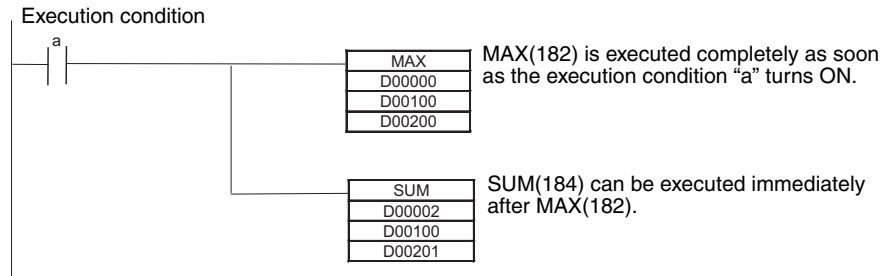 Execution condition
a
MAX
D00000
D00100
D00200
MAX(182) is executed completely as soon
as the execution condition “a” turns ON.
SUM
D00002
D00100
D00201
SUM(184) can be executed immediately
after MAX(182).